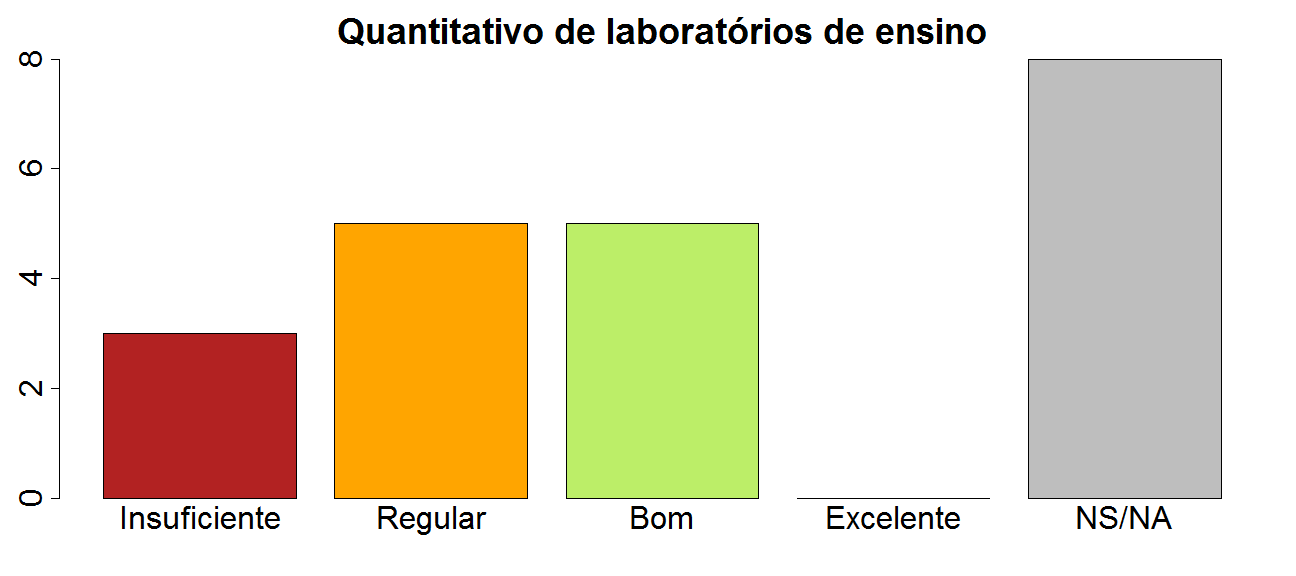 Quantitativo de laboratórios de ensino
8
6
4
2
0
Insuficiente Regular Bom Excelente NS/NA